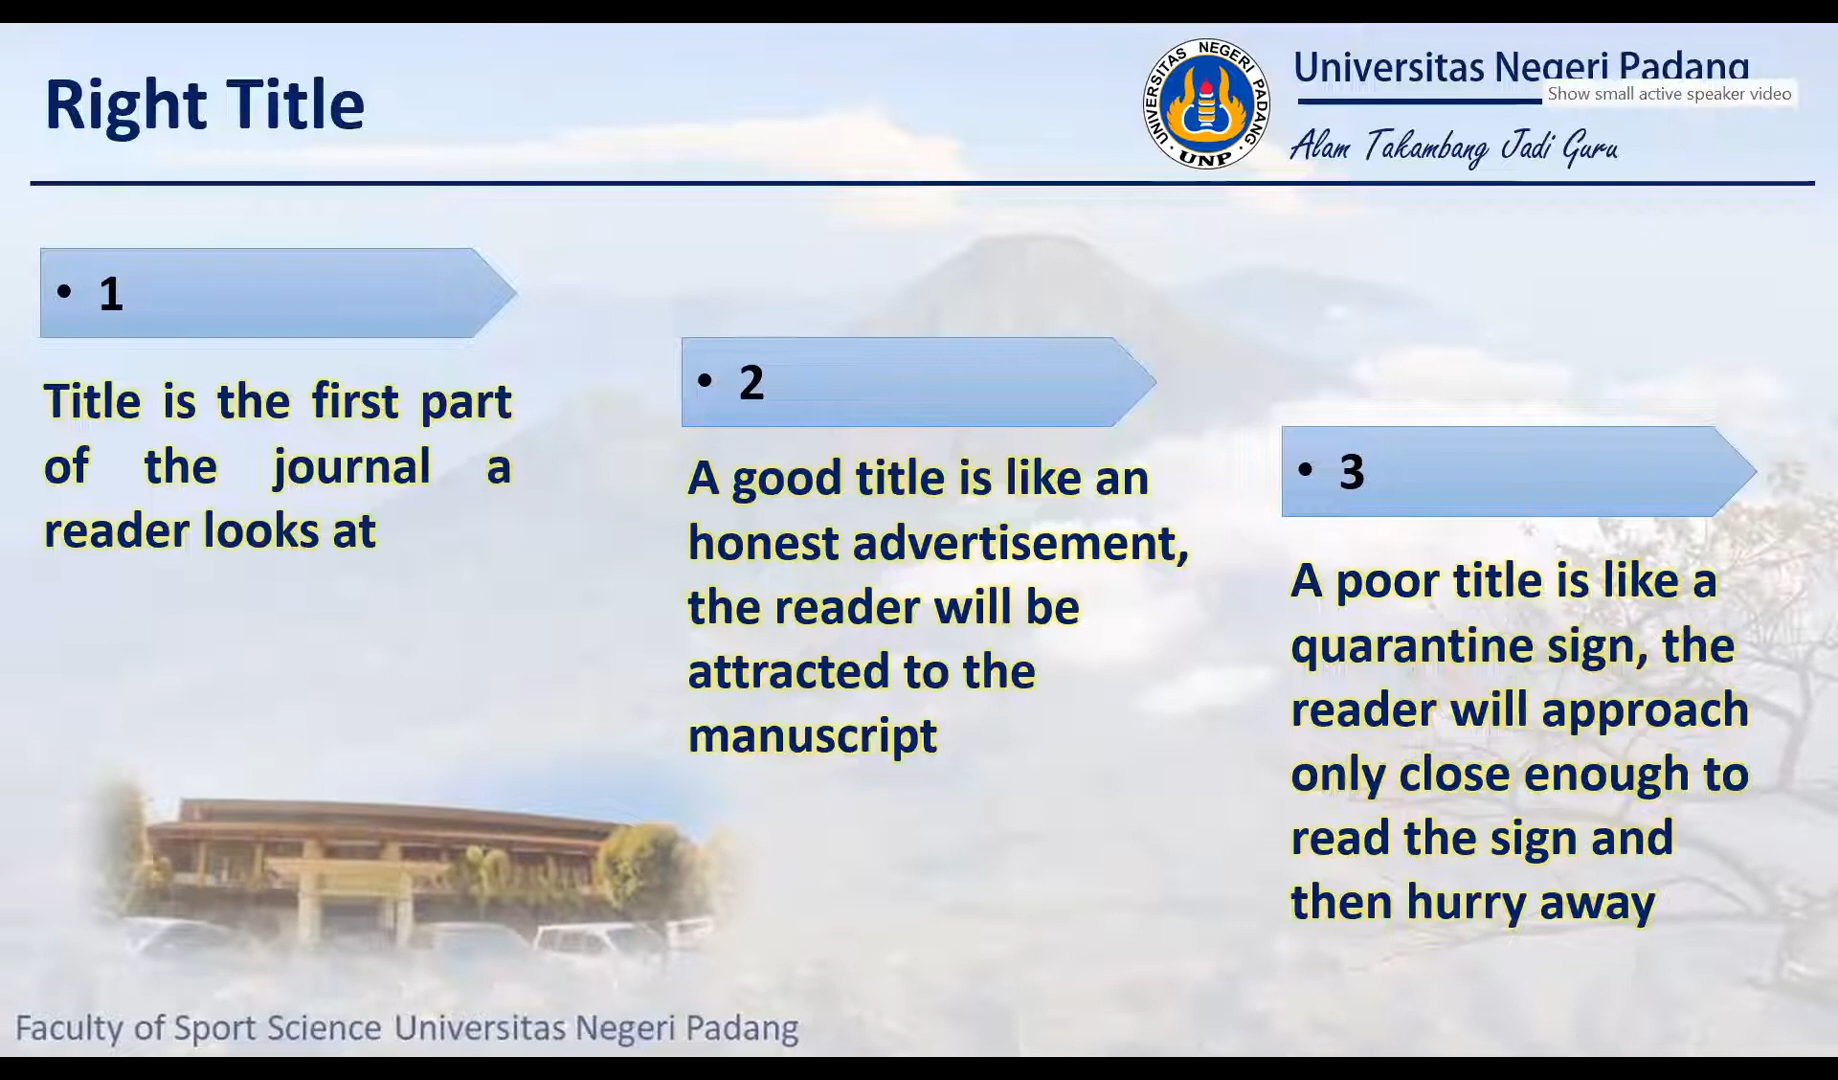 Right Title
UNIVERSITAS NEGERI PADANG
UNP
Universitas Negeri Padang
Show small active speaker video
Alam Takambang Jadi Guru
• 1
Title is the first part
of the journal a
reader looks at
• 2
A good title is like an
honest advertisement,
the reader will be
attracted to the
manuscript
• 3
A poor title is like a
quarantine sign, the
reader will approach
only close enough to
read the sign and
then hurry away
Faculty of Sport Science Universitas Negeri Padang